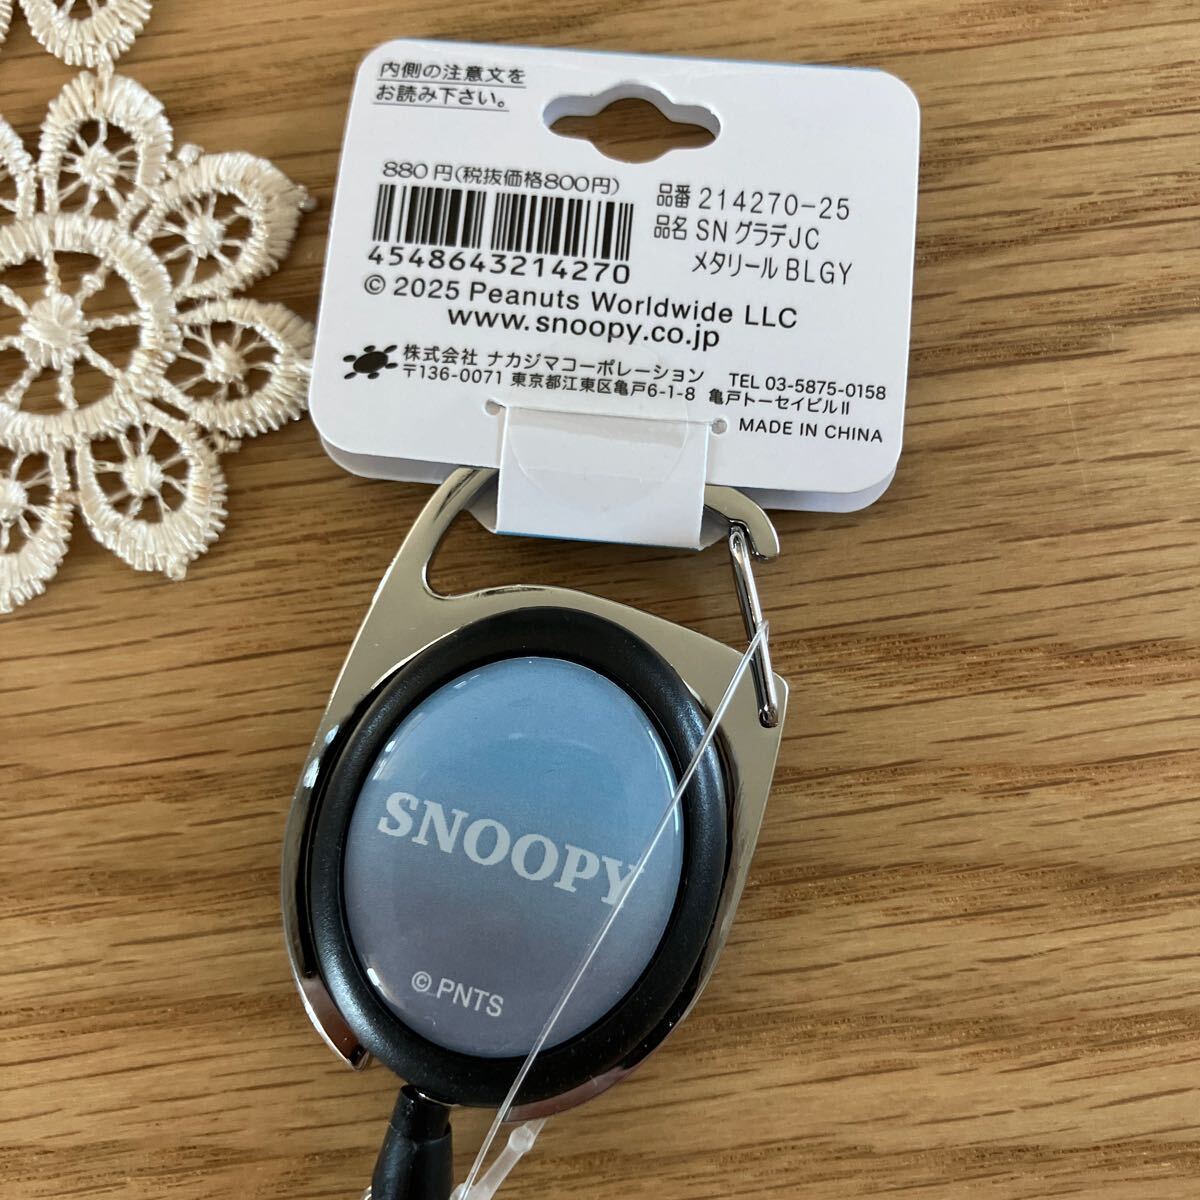 内側の注意文を
お読み下さい。
880円(税抜価格800円)
4548643214270
品番 214270-25
品名 SN グラデJC
メタリール BLGY
© 2025 Peanuts Worldwide LLC
www.snoopy.co.jp
株式会社 ナカジマコーポレーション TEL 03-5875-0158
〒136-0071 東京都江東区亀戸6-1-8 亀戸トーセイビルⅡ
MADE IN CHINA
SNOOPY
© PNTS